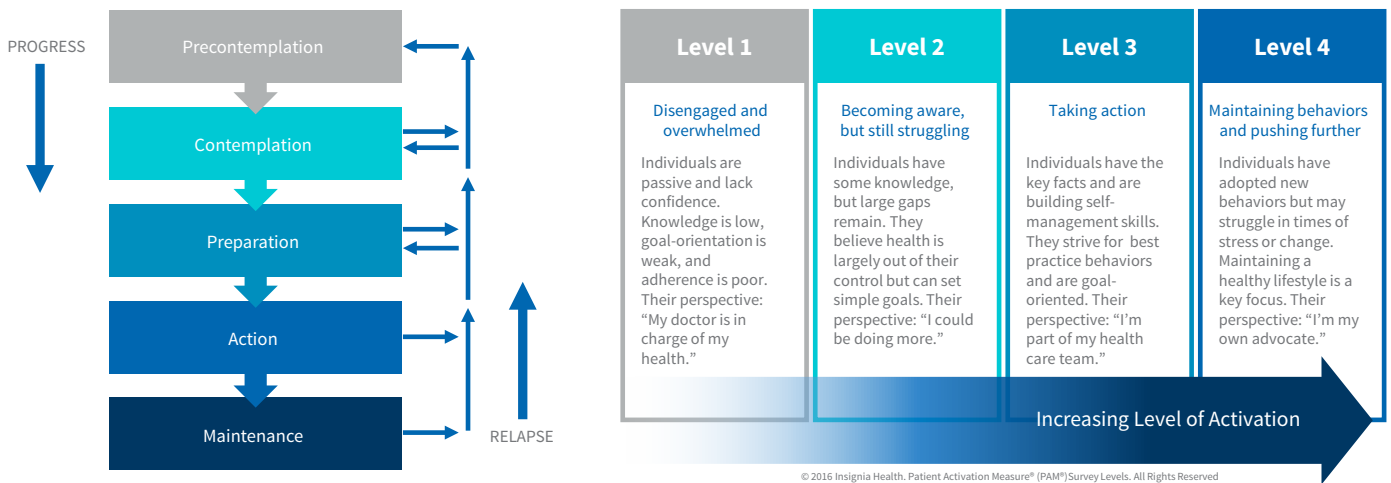 PROGRESS
Precontemplation
Contemplation
Preparation
Action
Maintenance
RELAPSE
Level 1
Disengaged and
overwhelmed
Individuals are
passive and lack
confidence.
Knowledge is low,
goal-orientation is
weak, and
adherence is poor.
Their perspective:
“My doctor is in
charge of my
health.”
Level 2
Becoming aware,
but still struggling
Individuals have
some knowledge,
but large gaps
remain. They
believe health is
largely out of their
control but can set
simple goals. Their
perspective: “I could
be doing more.”
Level 3
Taking action
Individuals have the
key facts and are
building self-
management skills.
They strive for best
practice behaviors
and are goal-
oriented. Their
perspective: “I’m
part of my health
care team.”
Level 4
Maintaining behaviors
and pushing further
Individuals have
adopted new
behaviors but may
struggle in times of
stress or change.
Maintaining a
healthy lifestyle is a
key focus. Their
perspective: “I’m my
own advocate.”
Increasing Level of Activation
© 2016 Insignia Health. Patient Activation Measure® (PAM®)Survey Levels. All Rights Reserved